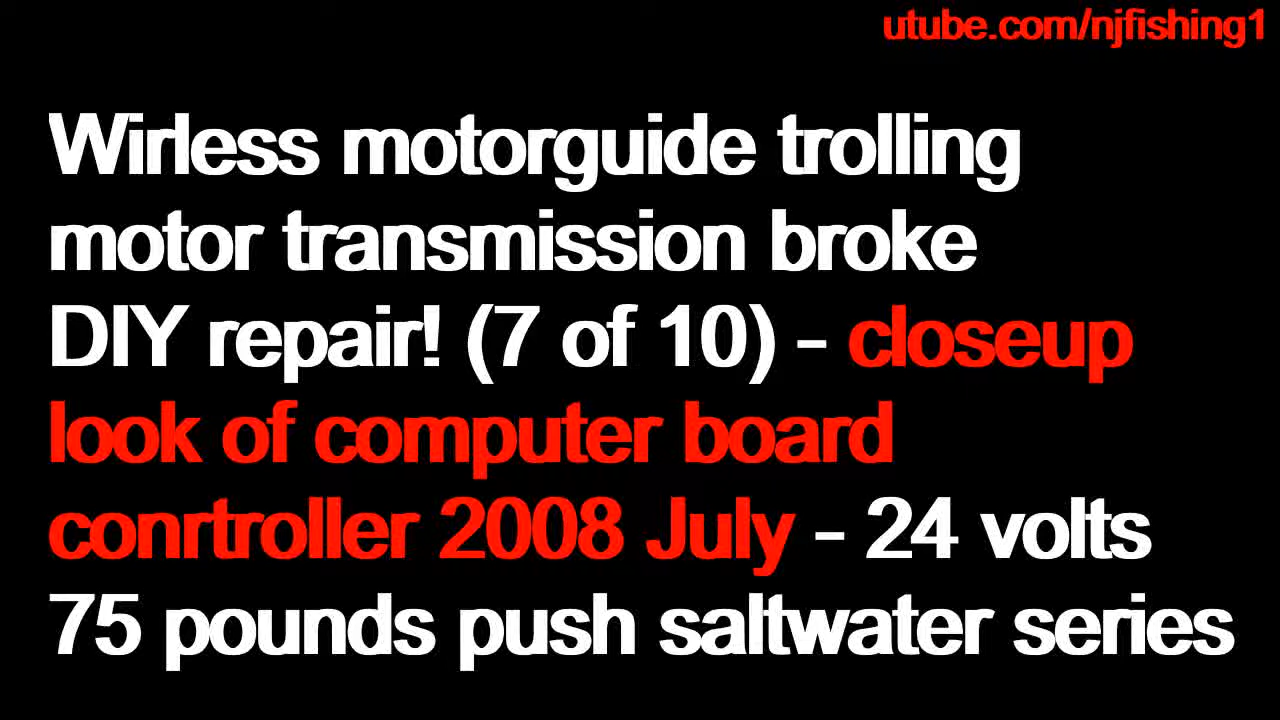 utube.com/njfishing1
Wirless motorguide trolling
motor transmission broke
DIY repair! (7 of 10) - closeup
look of computer board
conrtroller 2008 July - 24 volts
75 pounds push saltwater series